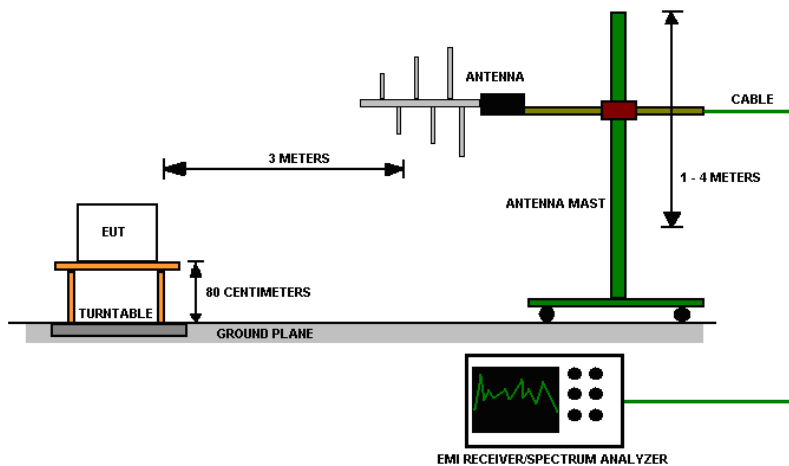 ANTENNA
CABLE
3 METERS
1 - 4 METERS
ANTENNA MAST
EUT
80 CENTIMETERS
TURNTABLE
GROUND PLANE
EMI RECEIVER/SPECTRUM ANALYZER